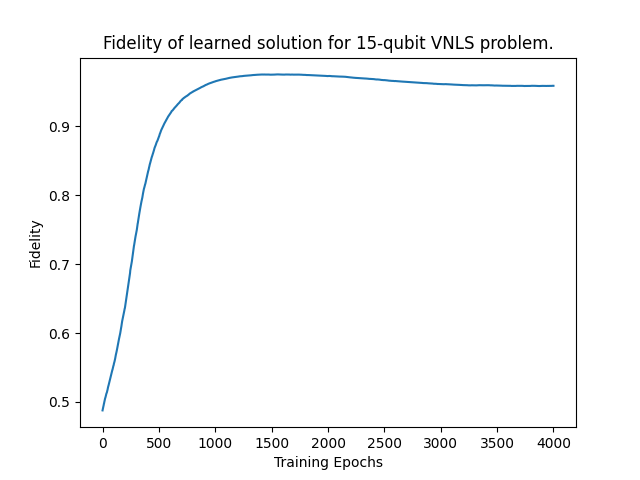 Fidelity of learned solution for 15-qubit VNLS problem.
Fidelity
0.9
0.8
0.7
0.6
0.5
0 500 1000 1500 2000 2500 3000 3500 4000
Training Epochs